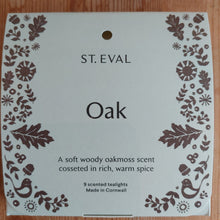 ST. EVAL
Oak
A soft woody oakmoss scent
cosseted in rich, warm spice
9 scented tealights
Made in Cornwall